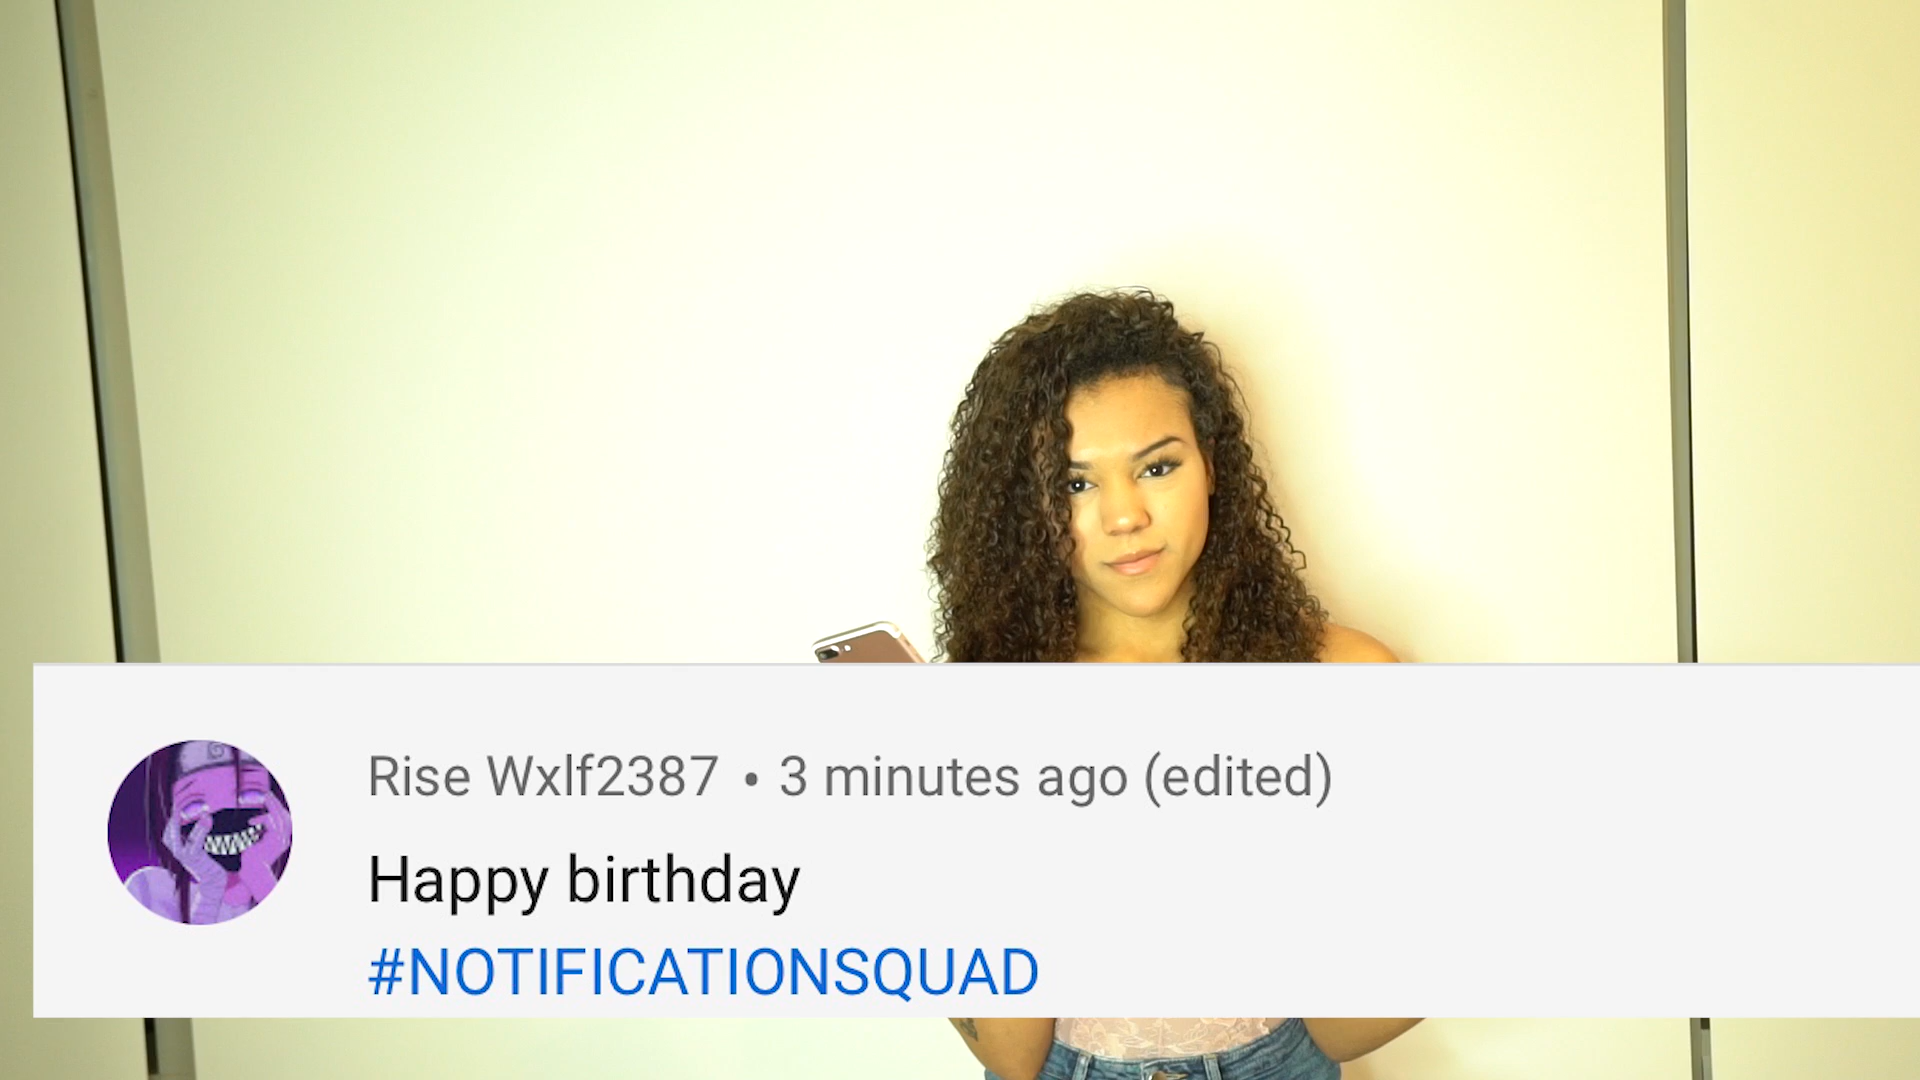 Rise Wxlf2387 • 3 minutes ago (edited)
Happy birthday
#NOTIFICATIONSQUAD